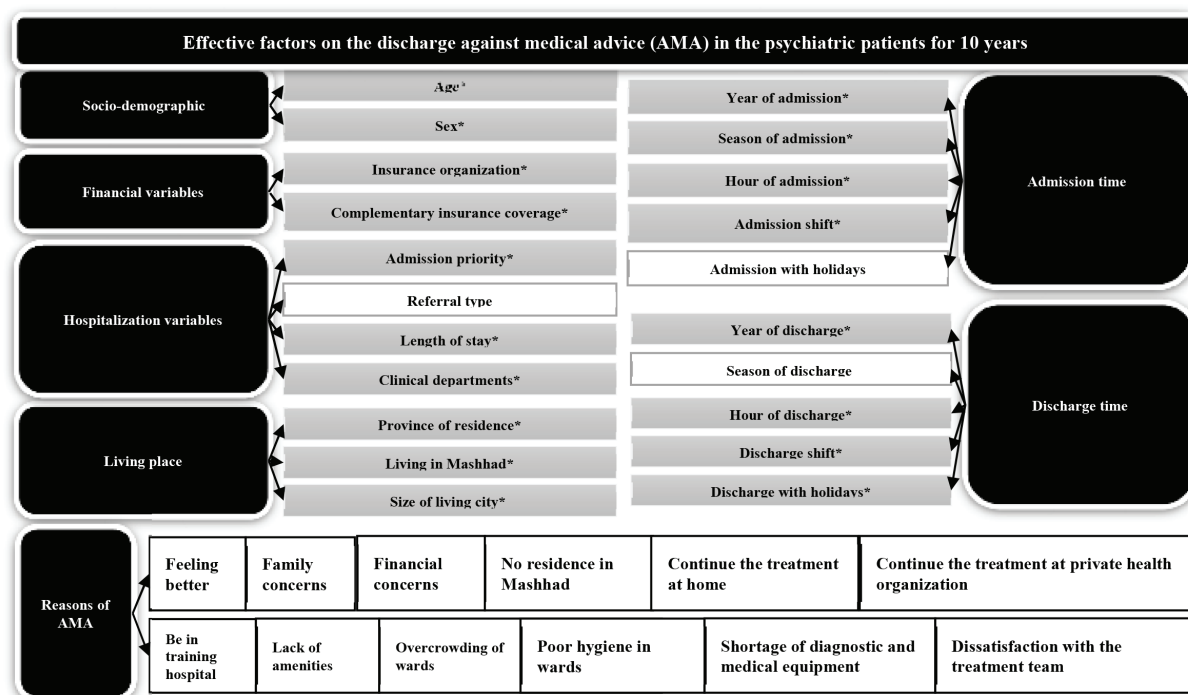 Effective factors on the discharge against medical advice (AMA) in the psychiatric patients for 10 years
Socio-demographic
Age*
Sex*
Financial variables
Insurance organization*
Complementary insurance coverage*
Hospitalization variables
Admission priority*
Referral type
Length of stay*
Clinical departments*
Living place
Province of residence*
Living in Mashhad*
Size of living city*
Year of admission*
Season of admission*
Hour of admission*
Admission shift*
Admission with holidays
Admission time
Year of discharge*
Season of discharge
Hour of discharge*
Discharge shift*
Discharge with holidays*
Discharge time
Reasons of
AMA
Feeling
better
Family
concerns
Financial
concerns
No residence in
Mashhad
Continue the treatment
at home
Continue the treatment at private health
organization
Be in
training
hospital
Lack of
amenities
Overcrowding of
wards
Poor hygiene in
wards
Shortage of diagnostic and
medical equipment
Dissatisfaction with the
treatment team